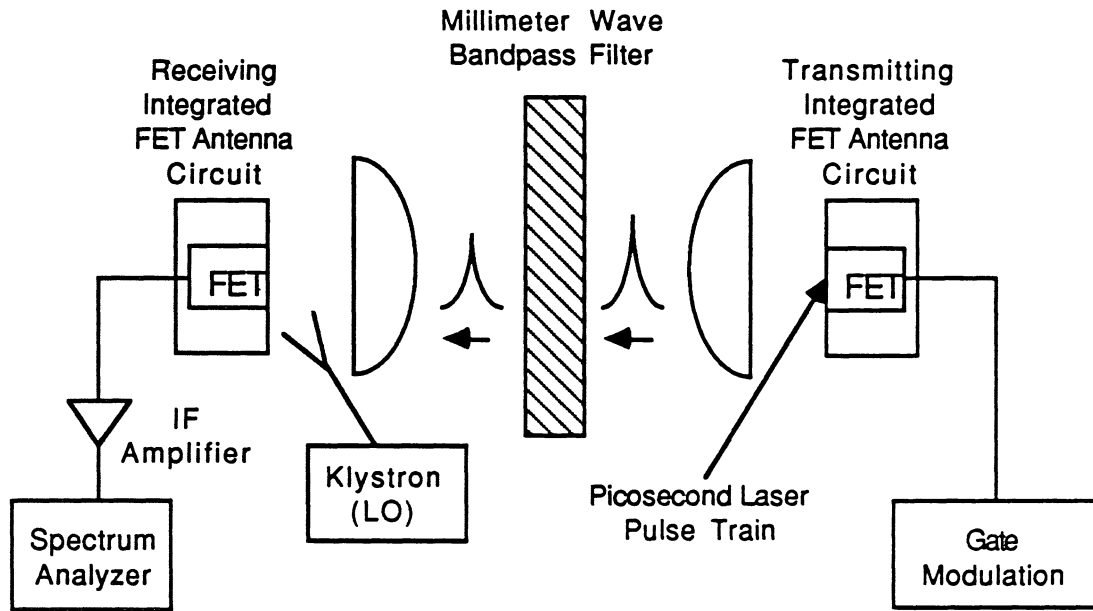 Millimeter Wave
Bandpass Filter
Receiving
Integrated
FET Antenna
Circuit
Transmitting
Integrated
FET Antenna
Circuit
FET
FET
IF
Amplifier
Klystron
(LO)
Picosecond Laser
Pulse Train
Spectrum
Analyzer
Gate
Modulation